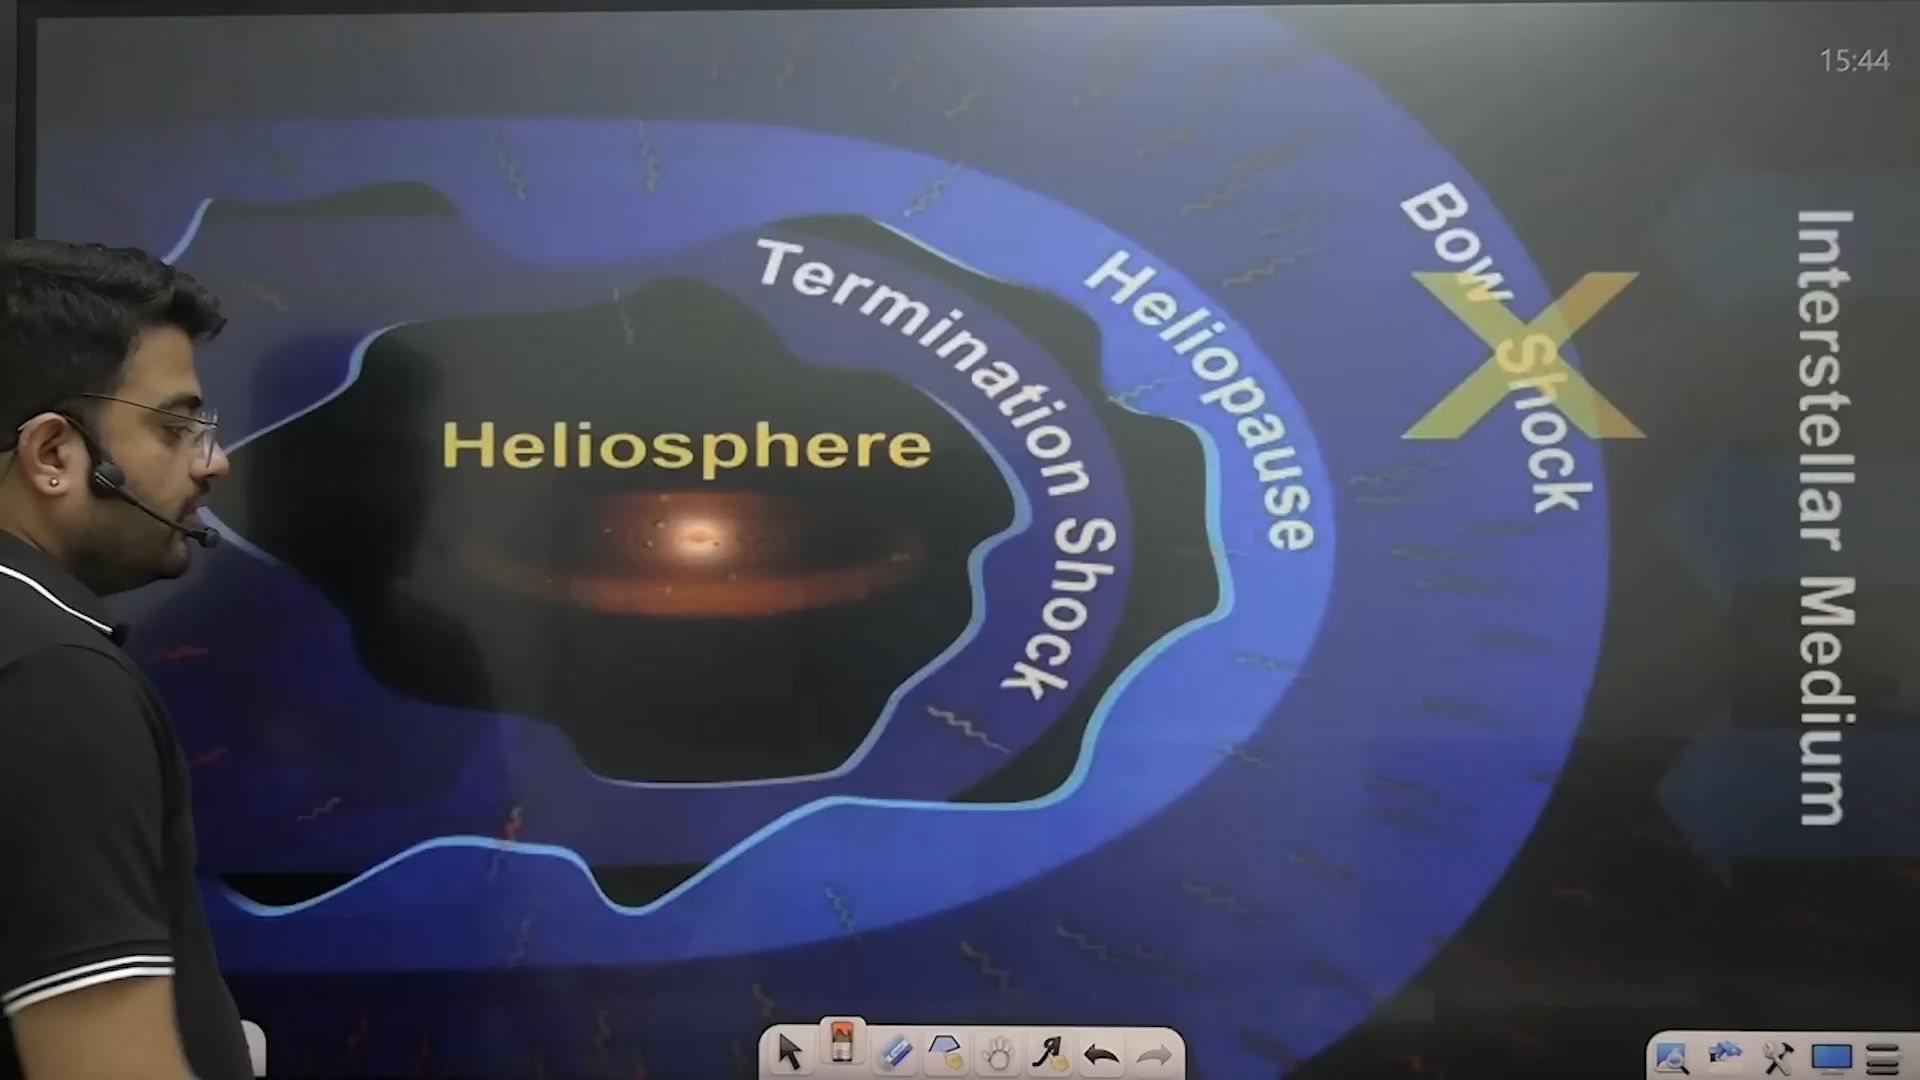 15:44
Bow Shock
Interstellar Medium
Heliopause
Termination Shock
Heliosphere